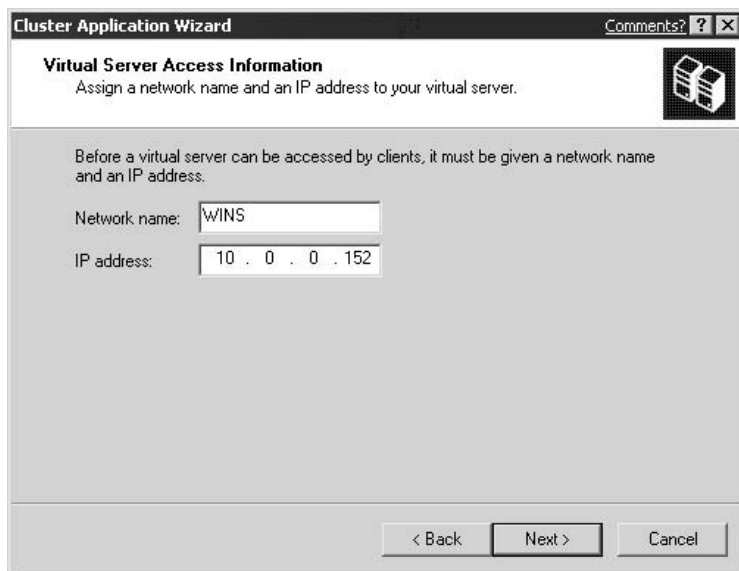 Cluster Application Wizard Comments? ? X
Virtual Server Access Information
Assign a network name and an IP address to your virtual server.
Before a virtual server can be accessed by clients, it must be given a network name
and an IP address.
Network name: WINS
IP address: 10 . 0 . 0 . 152
< Back Next > Cancel